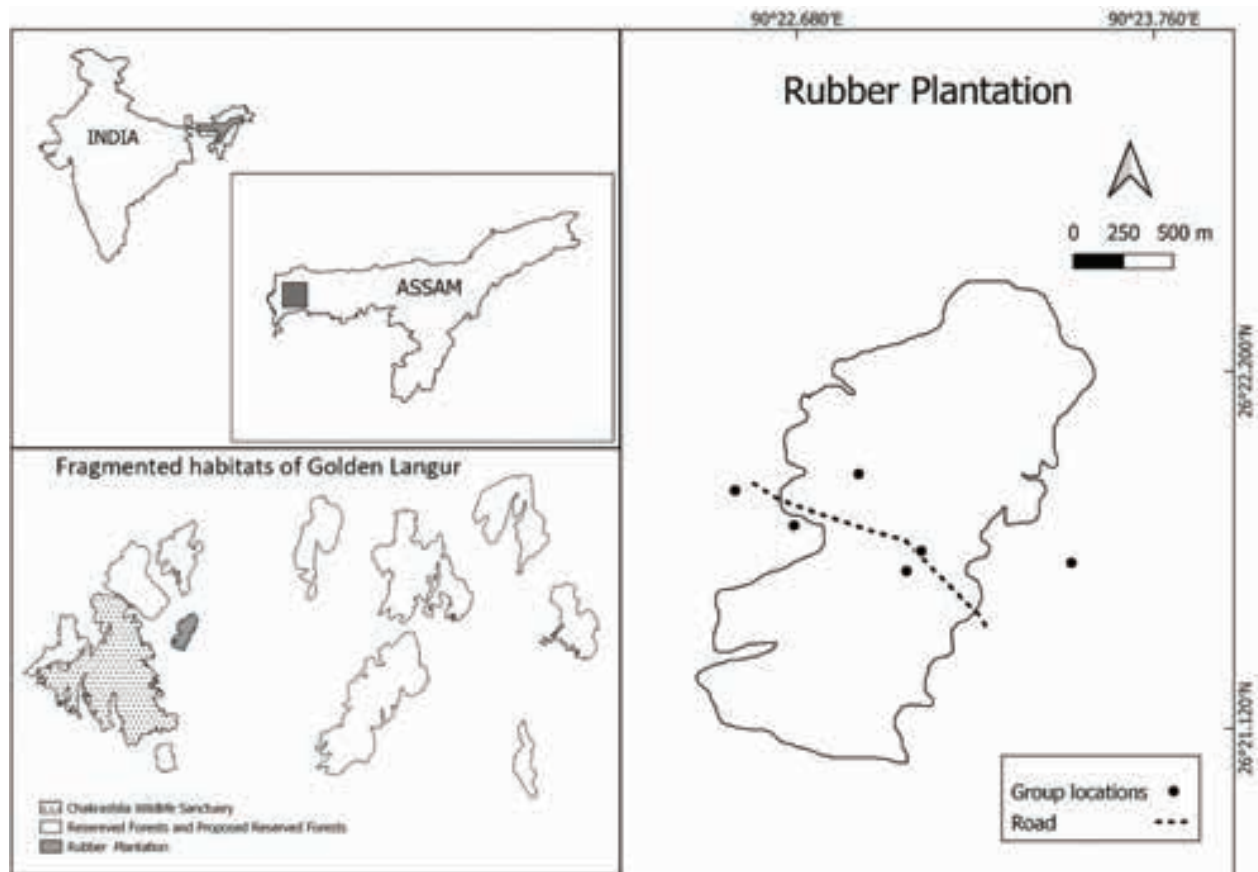 INDIA
ASSAM
Fragmented habitats of Golden Langur
Chakrashila Wildlife Sanctuary
Resereved Forests and Proposed Reserved Forests
Rubber Plantation
90°22.680'E
90°23.760'E
Rubber Plantation
0 250 500 m
26°22.200'N
26°21.120'N
Group locations
Road